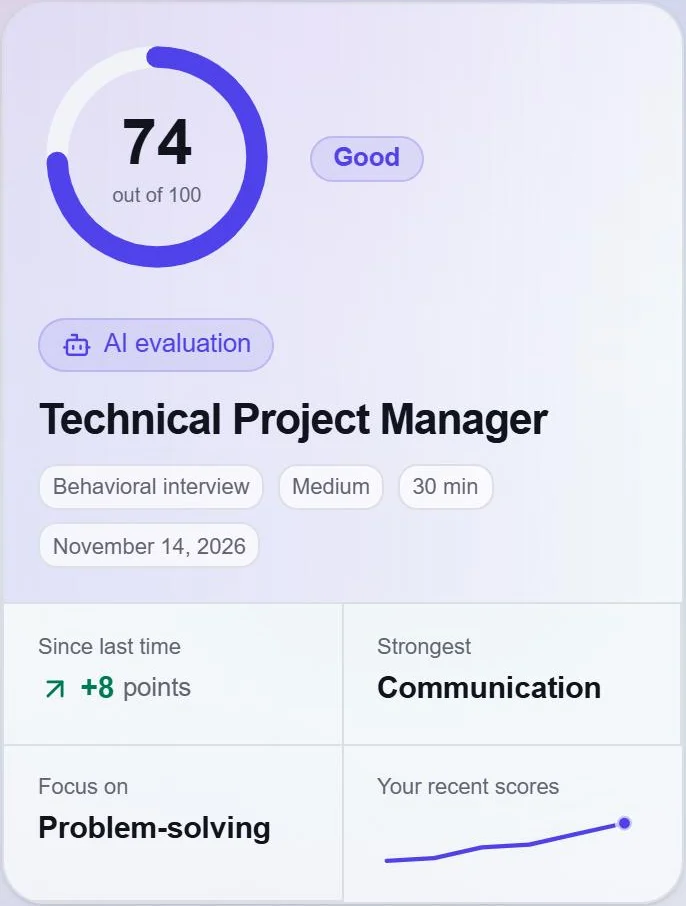 74
out of 100
Good
AI evaluation
Technical Project Manager
Behavioral interview
Medium
30 min
November 14, 2026
Since last time
+8 points
Strongest
Communication
Focus on
Problem-solving
Your recent scores